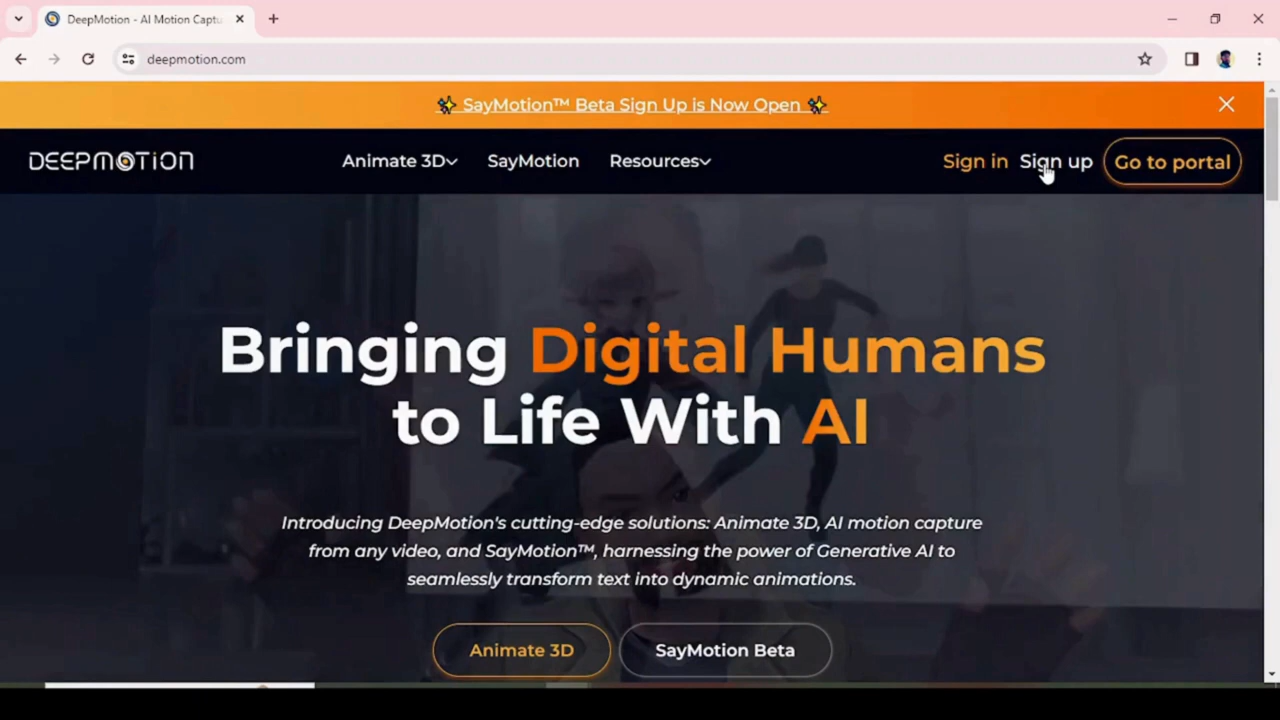 DeepMotion - AI Motion Captu
deepmotion.com
✨ SayMotion™ Beta Sign Up is Now Open ✨
DEEPMOTION
Animate 3D
SayMotion
Resources
Sign in
Sign up
Go to portal
Bringing Digital Humans
to Life With AI
Introducing DeepMotion's cutting-edge solutions: Animate 3D, AI motion capture
from any video, and SayMotion™, harnessing the power of Generative AI to
seamlessly transform text into dynamic animations.
Animate 3D
SayMotion Beta